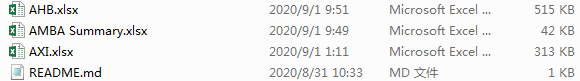 AHB.xlsx 2020/9/1 9:51 Microsoft Excel ... 515 KB
AMBA Summary.xlsx 2020/9/1 9:49 Microsoft Excel ... 42 KB
AXI.xlsx 2020/9/1 1:11 Microsoft Excel ... 313 KB
README.md 2020/8/31 10:33 MD 文件 1 KB